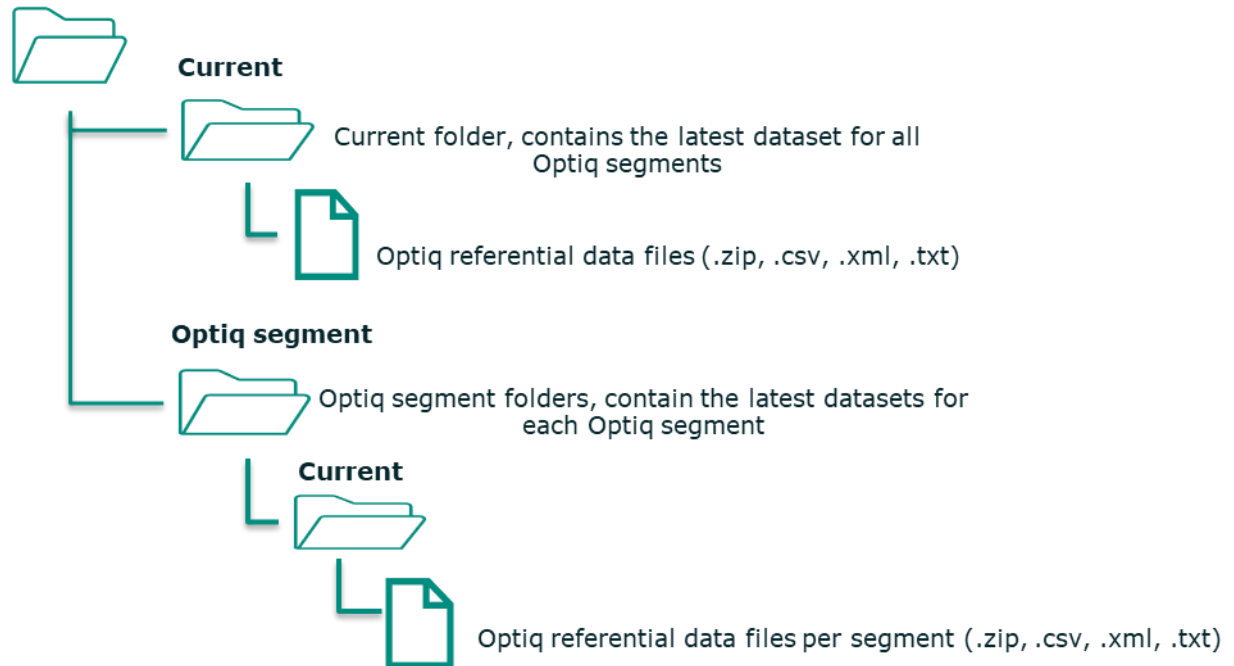 Current
Current folder, contains the latest dataset for all
Optiq segments
Optiq referential data files (.zip, .csv, .xml, .txt)
Optiq segment
Optiq segment folders, contain the latest datasets for
each Optiq segment
Current
Optiq referential data files per segment (.zip, .csv, .xml, .txt)